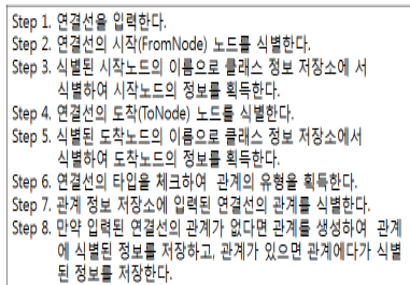 Step 1. 연결선을 입력한다.
Step 2. 연결선의 시작(FromNode) 노드를 식별한다.
Step 3. 식별된 시작노드의 이름으로 클래스 정보 저장소에 서
식별하여 시작노드의 정보를 획득한다.
Step 4. 연결선의 도착(ToNode) 노드를 식별한다.
Step 5. 식별된 도착노드의 이름으로 클래스 정보 저장소에서
식별하여 도착노드의 정보를 획득한다.
Step 6. 연결선의 타입을 체크하여 관계의 유형을 획득한다.
Step 7. 관계 정보 저장소에 입력된 연결선의 관계를 식별한다.
Step 8. 만약 입력된 연결선의 관계가 없다면 관계를 생성하여 관계
에 식별된 정보를 저장하고, 관계가 있으면 관계에다가 식별
된 정보를 저장한다.